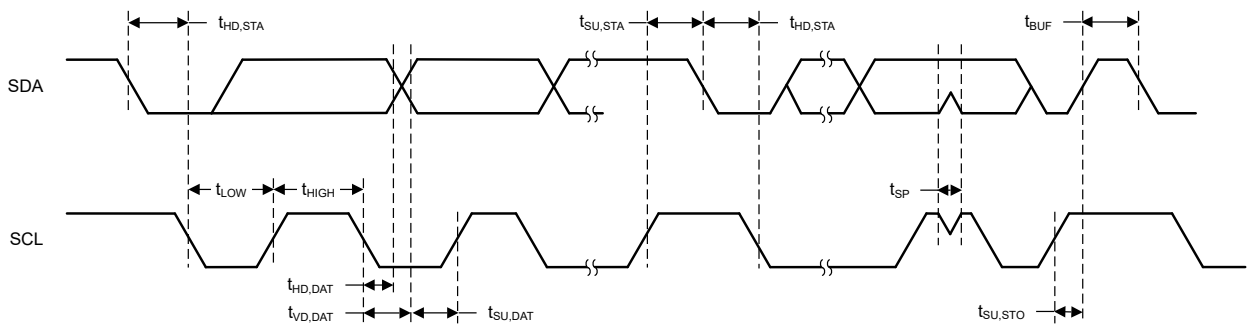 tHD,STA
tSU,STA
tHD,STA
tBUF
SDA
tLOW
tHIGH
tSP
SCL
tHD,DAT
tVD,DAT
tSU,DAT
tSU,STO